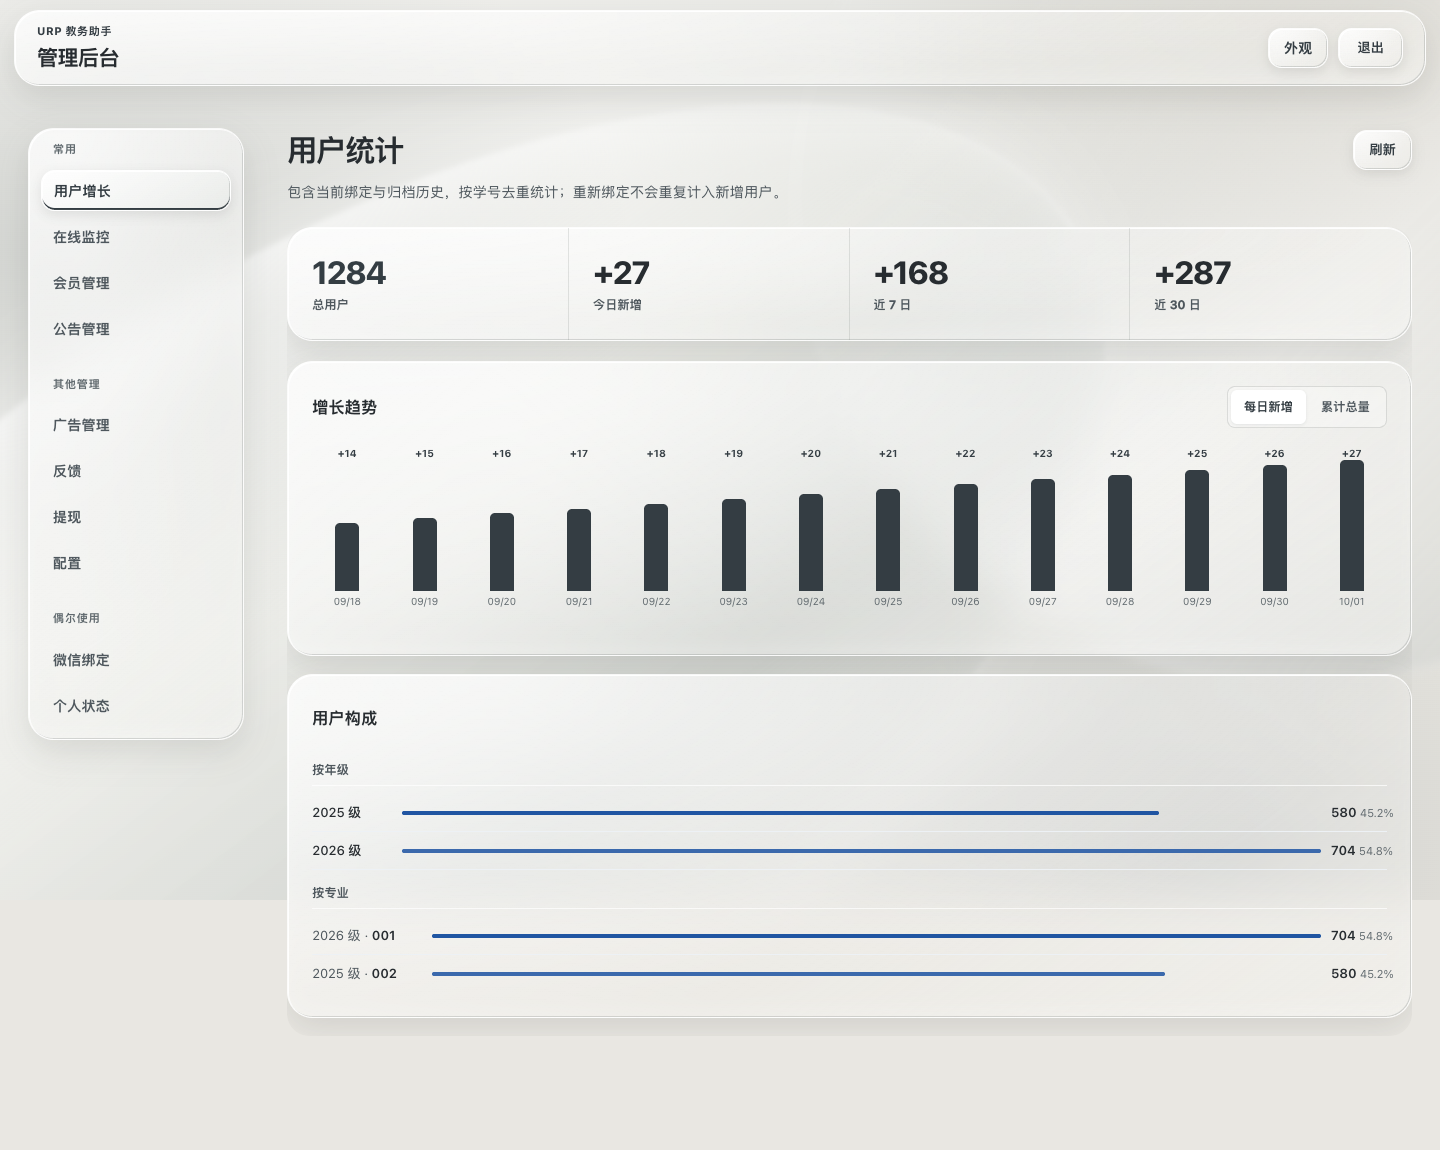 URP 教务助手
管理后台
外观
退出
常用
用户增长
在线监控
会员管理
公告管理
其他管理
广告管理
反馈
提现
配置
偶尔使用
微信绑定
个人状态
用户统计
刷新
包含当前绑定与归档历史，按学号去重统计；重新绑定不会重复计入新增用户。
1284
总用户
+27
今日新增
+168
近 7 日
+287
近 30 日
增长趋势
每日新增 累计总量
+14 +15 +16 +17 +18 +19 +20 +21 +22 +23 +24 +25 +26 +27
09/18 09/19 09/20 09/21 09/22 09/23 09/24 09/25 09/26 09/27 09/28 09/29 09/30 10/01
用户构成
按年级
2025 级 580 45.2%
2026 级 704 54.8%
按专业
2026 级 · 001 704 54.8%
2025 级 · 002 580 45.2%